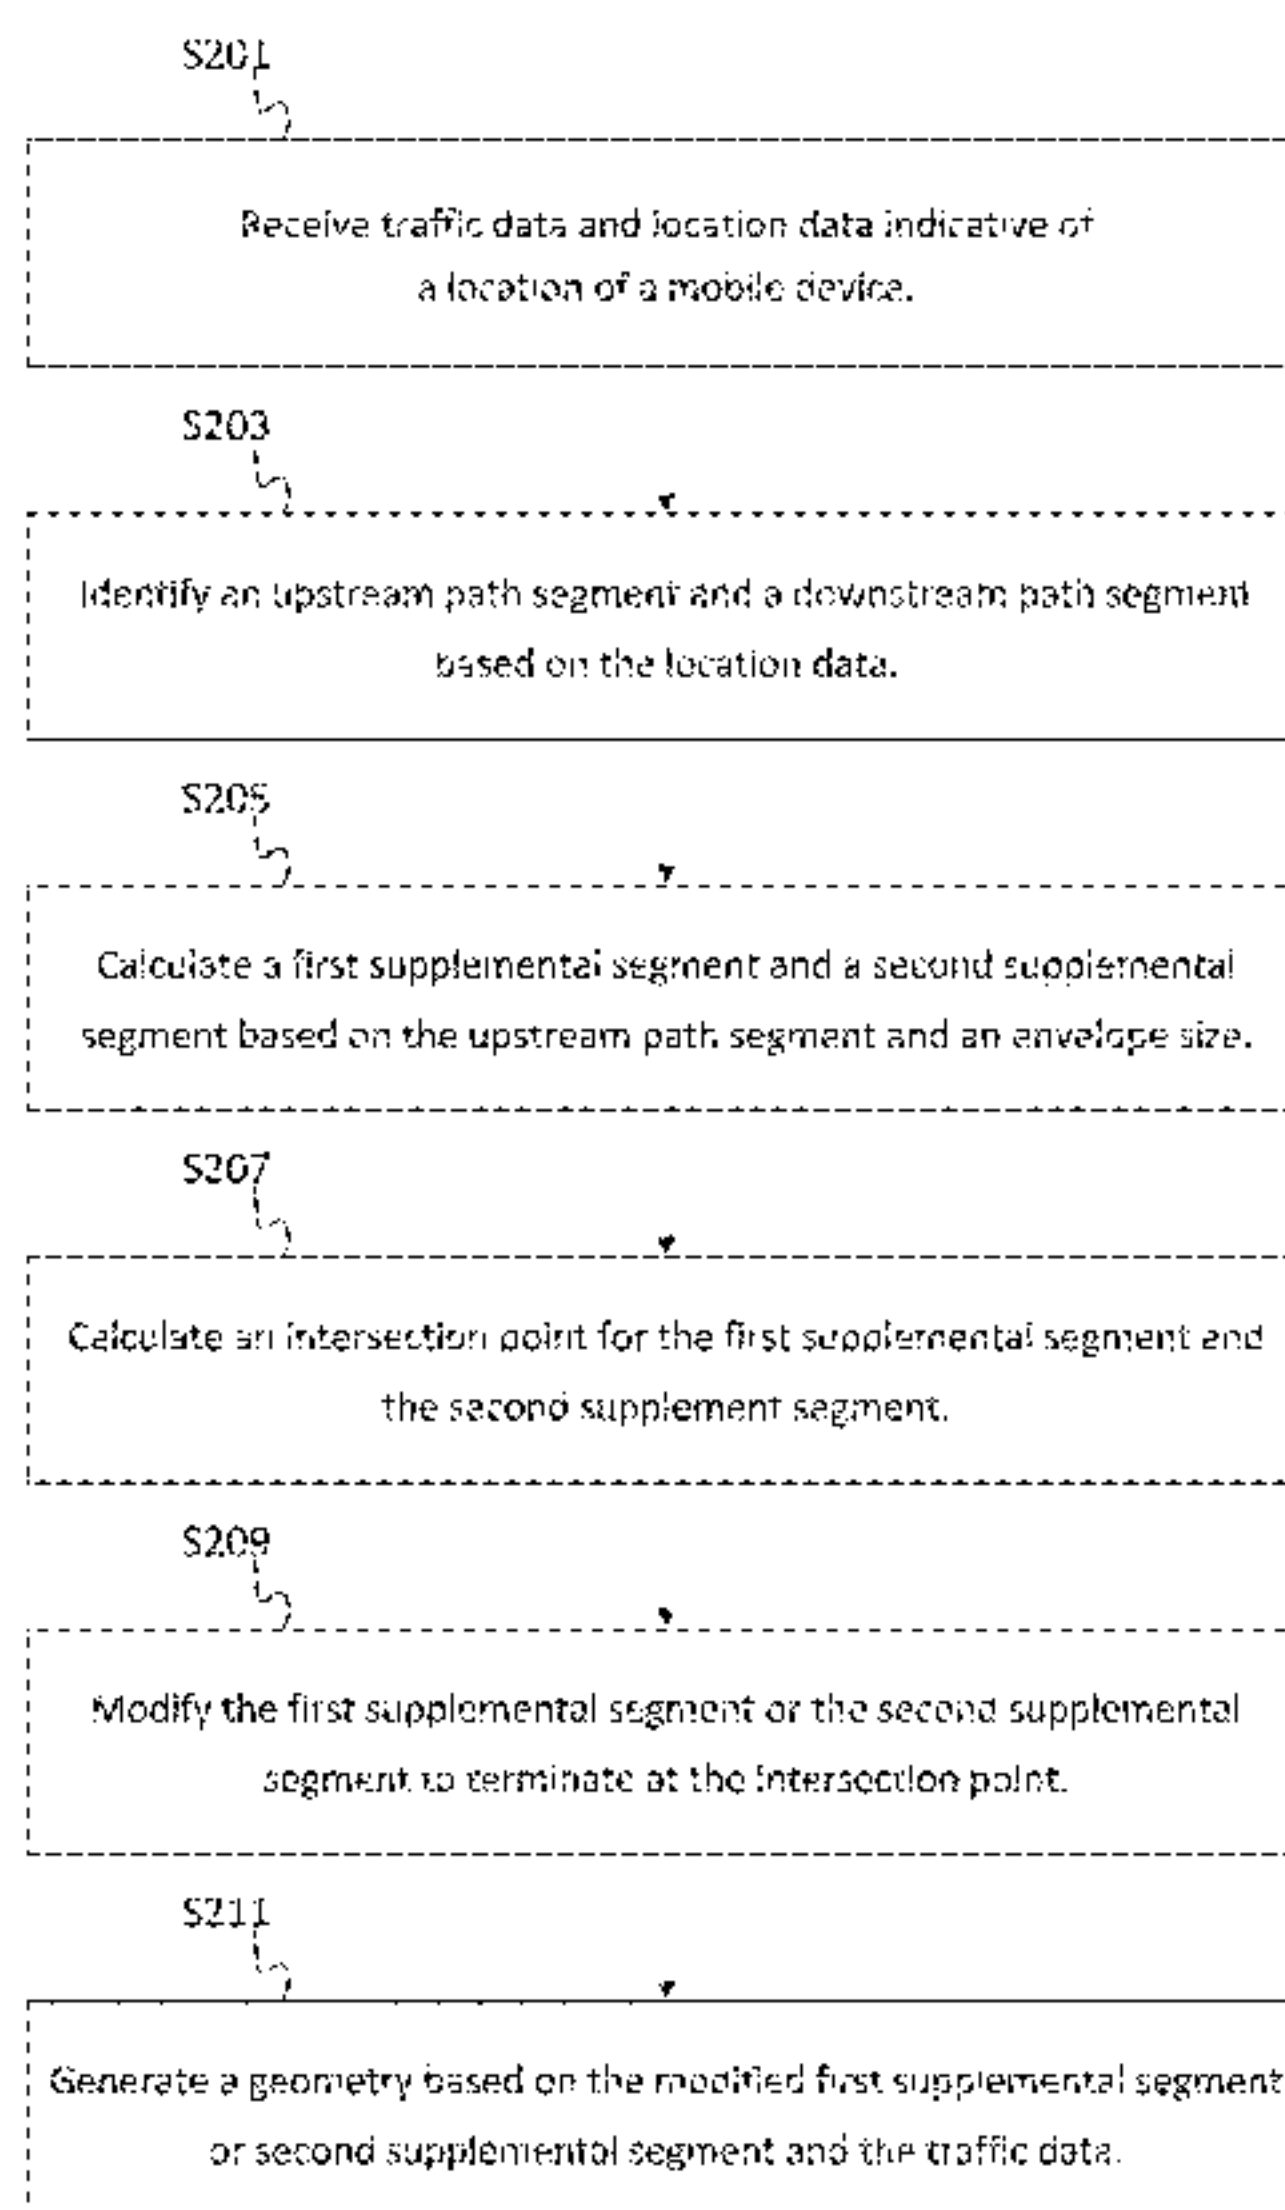 S201
Receive traffic data and location data indicative of
a location of a mobile device.
S203
Identify an upstream path segment and a downstream path segment
based on the location data.
S205
Calculate a first supplemental segment and a second supplemental
segment based on the upstream path segment and an envelope size.
S207
Calculate an intersection point for the first supplemental segment and
the second supplement segment.
S209
Modify the first supplemental segment or the second supplemental
segment to terminate at the intersection point.
S211
Generate a geometry based on the modified first supplemental segment
or second supplemental segment and the traffic data.